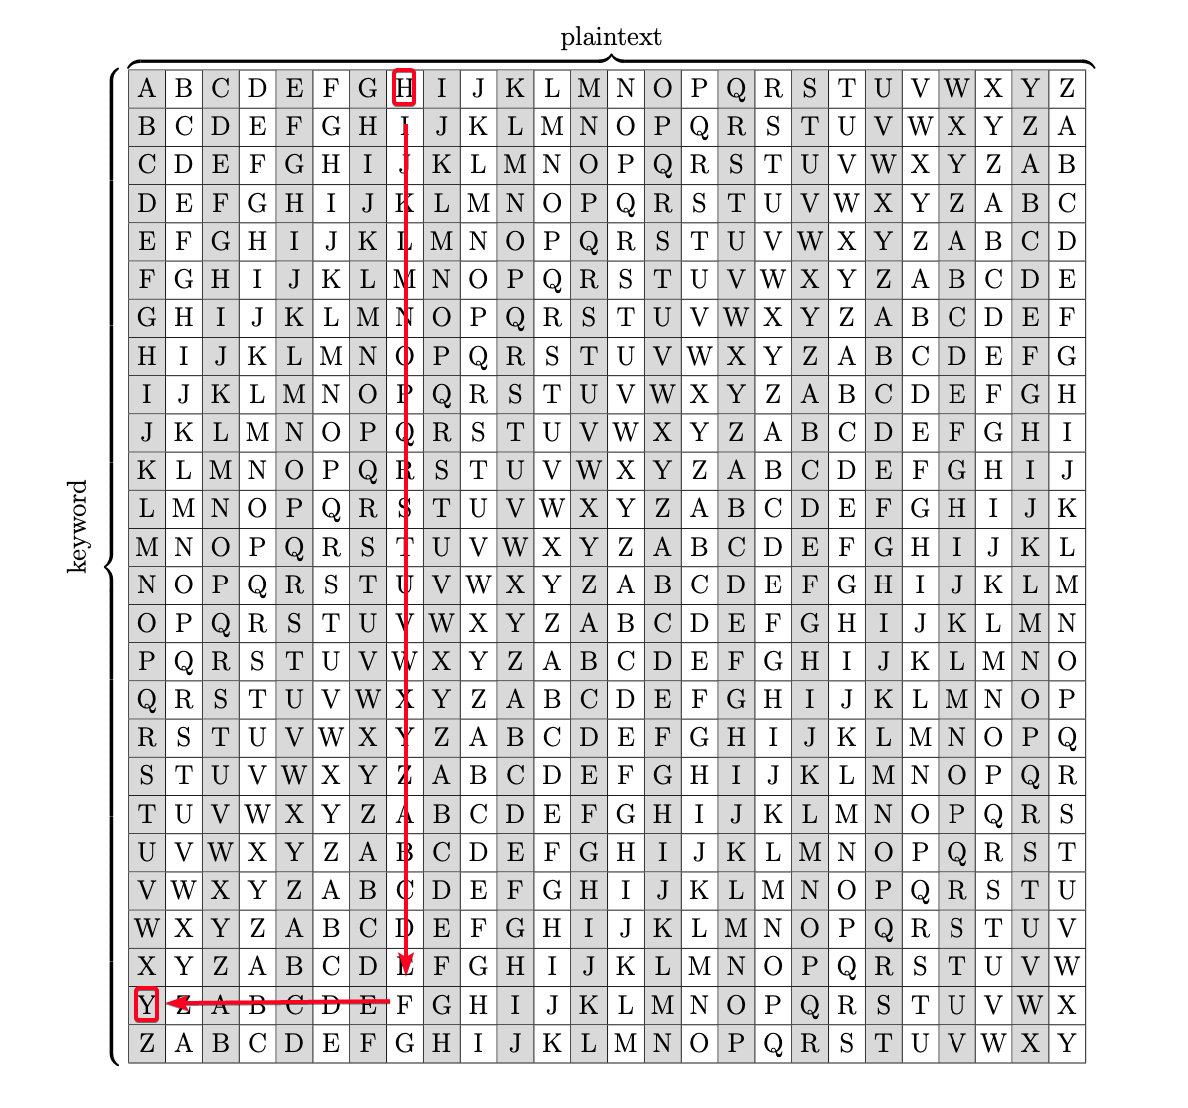 plaintext
A B C D E F G H I J K L M N O P Q R S T U V W X Y Z
B C D E F G H I J K L M N O P Q R S T U V W X Y Z A
C D E F G H I J K L M N O P Q R S T U V W X Y Z A B
D E F G H I J K L M N O P Q R S T U V W X Y Z A B C
E F G H I J K L M N O P Q R S T U V W X Y Z A B C D
F G H I J K L M N O P Q R S T U V W X Y Z A B C D E
G H I J K L M N O P Q R S T U V W X Y Z A B C D E F
H I J K L M N O P Q R S T U V W X Y Z A B C D E F G
I J K L M N O P Q R S T U V W X Y Z A B C D E F G H
J K L M N O P Q R S T U V W X Y Z A B C D E F G H I
K L M N O P Q R S T U V W X Y Z A B C D E F G H I J
L M N O P Q R S T U V W X Y Z A B C D E F G H I J K
keyword
M N O P Q R S T U V W X Y Z A B C D E F G H I J K L
N O P Q R S T U V W X Y Z A B C D E F G H I J K L M
O P Q R S T U V W X Y Z A B C D E F G H I J K L M N
P Q R S T U V W X Y Z A B C D E F G H I J K L M N O
Q R S T U V W X Y Z A B C D E F G H I J K L M N O P
R S T U V W X Y Z A B C D E F G H I J K L M N O P Q
S T U V W X Y Z A B C D E F G H I J K L M N O P Q R
T U V W X Y Z A B C D E F G H I J K L M N O P Q R S
U V W X Y Z A B C D E F G H I J K L M N O P Q R S T
V W X Y Z A B C D E F G H I J K L M N O P Q R S T U
W X Y Z A B C D E F G H I J K L M N O P Q R S T U V
X Y Z A B C D E F G H I J K L M N O P Q R S T U V W
Y Z A B C D E F G H I J K L M N O P Q R S T U V W X
Z A B C D E F G H I J K L M N O P Q R S T U V W X Y